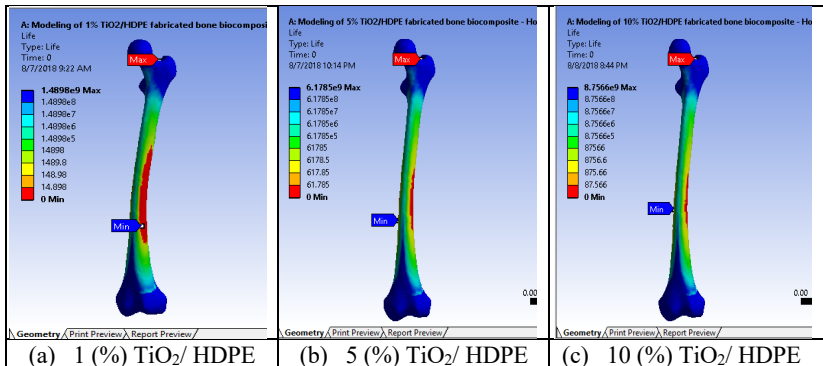 A: Modeling of 1% TiO2/HDPE fabricated bone biocomposi
Life
Type: Life
Time: 0
8/7/2018 9:22 AM
Max
1.4898e9 Max
1.4898e8
1.4898e7
1.4898e6
1.4898e5
14898
1489.8
148.98
14.898
0 Min
Min
Geometry Print Preview Report Preview
(a) 1 (%) TiO₂/ HDPE
A: Modeling of 5% TiO2/HDPE fabricated bone biocomposite - Ho
Life
Type: Life
Time: 0
8/7/2018 10:14 PM
Max
6.1785e9 Max
6.1785e8
6.1785e7
6.1785e6
6.1785e5
61785
6178.5
617.85
61.785
0 Min
Min
0.00
Geometry Print Preview Report Preview
(b) 5 (%) TiO₂/ HDPE
A: Modeling of 10% TiO2/HDPE fabricated bone biocomposite - Ho
Life
Type: Life
Time: 0
8/8/2018 8:44 PM
Max
8.7566e9 Max
8.7566e8
8.7566e7
8.7566e6
8.7566e5
87566
8756.6
875.66
87.566
0 Min
Min
0.00
Geometry Print Preview Report Preview
(c) 10 (%) TiO₂/ HDPE